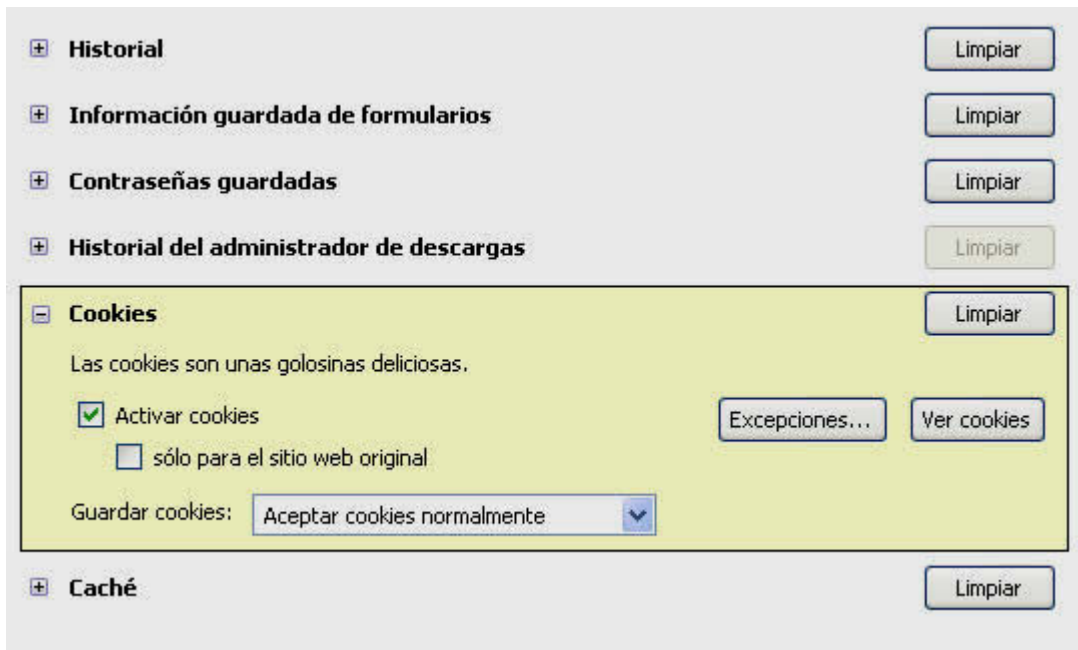 Historial Limpiar
Información guardada de formularios Limpiar
Contraseñas guardadas Limpiar
Historial del administrador de descargas Limpiar
Cookies Limpiar
Las cookies son unas golosinas deliciosas.
Activar cookies Excepciones... Ver cookies
sólo para el sitio web original
Guardar cookies: Aceptar cookies normalmente
Caché Limpiar